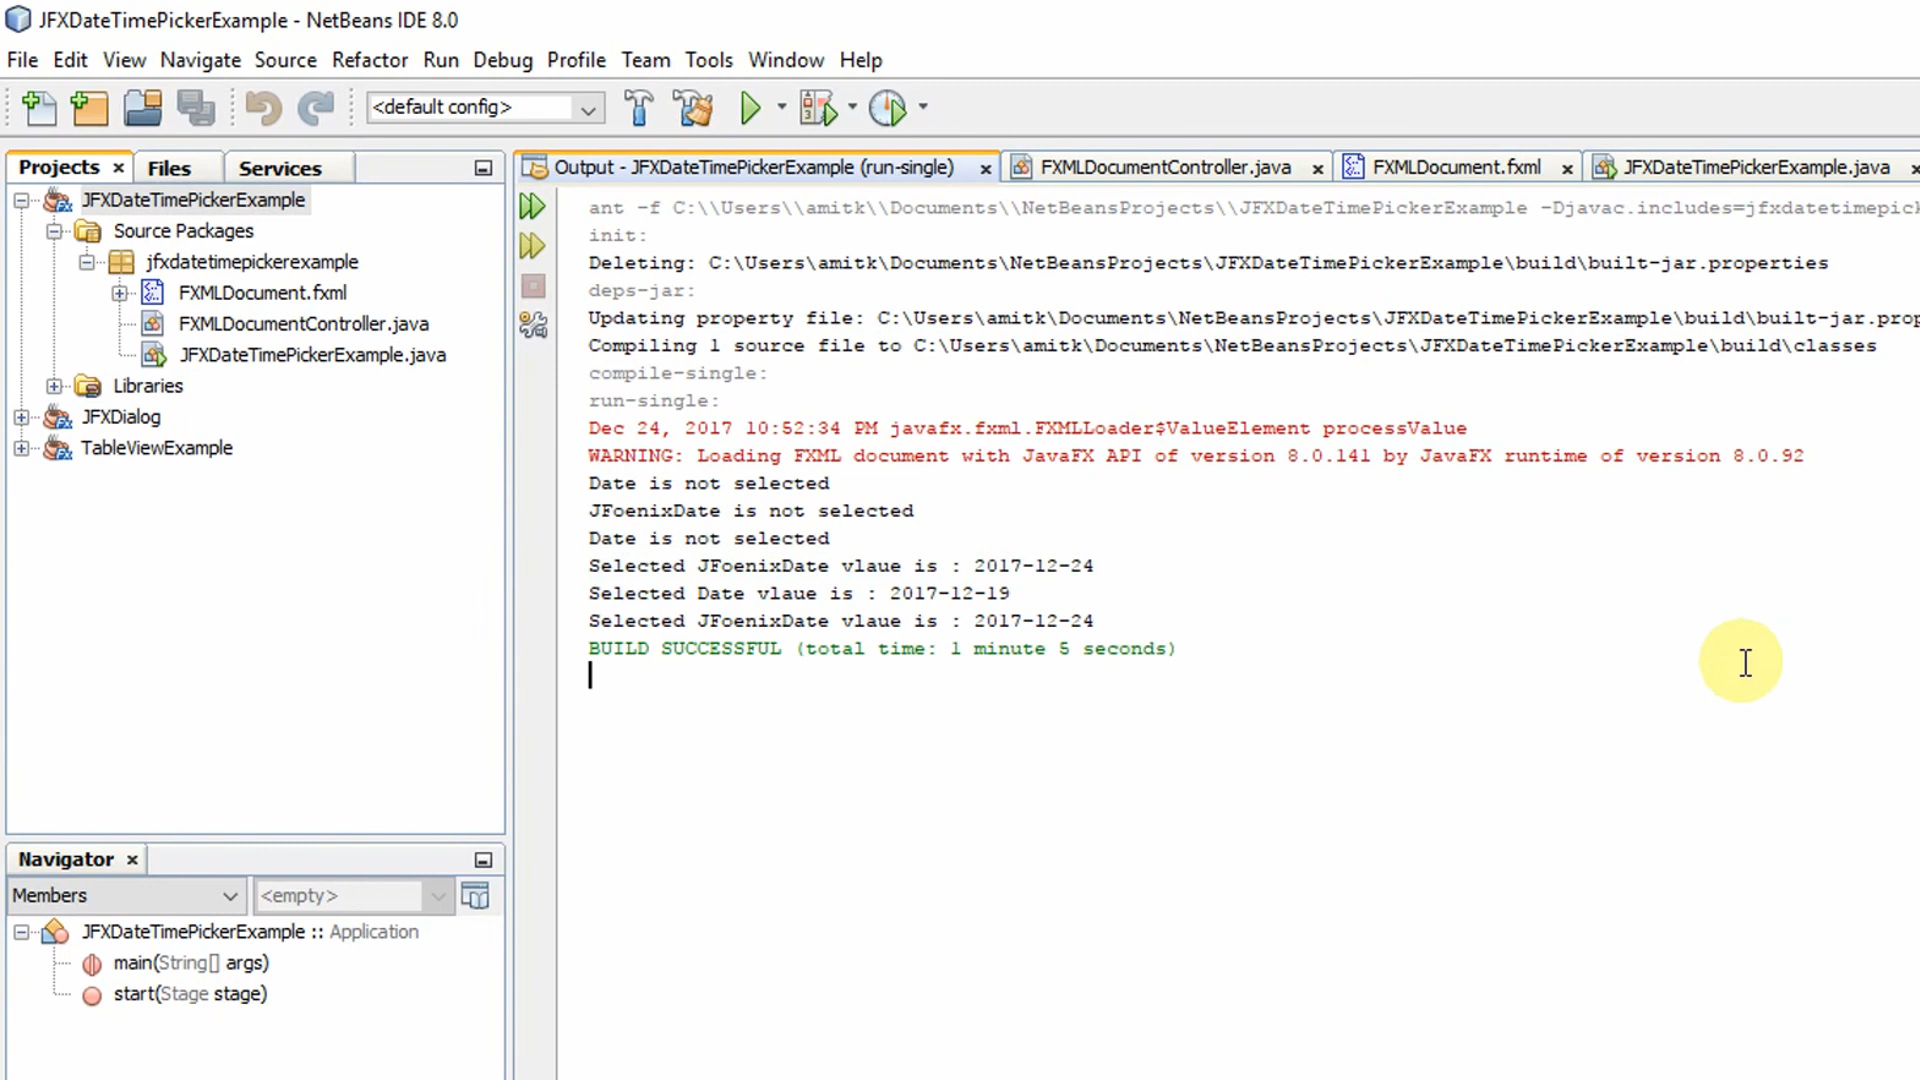 JFXDateTimePickerExample - NetBeans IDE 8.0
File Edit View Navigate Source Refactor Run Debug Profile Team Tools Window Help
<default config>
Projects Files Services
JFXDateTimePickerExample
Source Packages
jfxdatetimepickerexample
FXMLDocument.fxml
FXMLDocumentController.java
JFXDateTimePickerExample.java
Libraries
JFXDialog
TableViewExample
Output - JFXDateTimePickerExample (run-single) FXMLDocumentController.java FXMLDocument.fxml JFXDateTimePickerExample.java
ant -f C:\\Users\\amitk\\Documents\\NetBeansProjects\\JFXDateTimePickerExample -Djavac.includes=jfxdatetimepick
init:
Deleting: C:\Users\amitk\Documents\NetBeansProjects\JFXDateTimePickerExample\build\built-jar.properties
deps-jar:
Updating property file: C:\Users\amitk\Documents\NetBeansProjects\JFXDateTimePickerExample\build\built-jar.prop
Compiling 1 source file to C:\Users\amitk\Documents\NetBeansProjects\JFXDateTimePickerExample\build\classes
compile-single:
run-single:
Dec 24, 2017 10:52:34 PM javafx.fxml.FXMLLoader$ValueElement processValue
WARNING: Loading FXML document with JavaFX API of version 8.0.141 by JavaFX runtime of version 8.0.92
Date is not selected
JFoenixDate is not selected
Date is not selected
Selected JFoenixDate vlaue is : 2017-12-24
Selected Date vlaue is : 2017-12-19
Selected JFoenixDate vlaue is : 2017-12-24
BUILD SUCCESSFUL (total time: 1 minute 5 seconds)
Navigator
Members <empty>
JFXDateTimePickerExample :: Application
main(String[] args)
start(Stage stage)